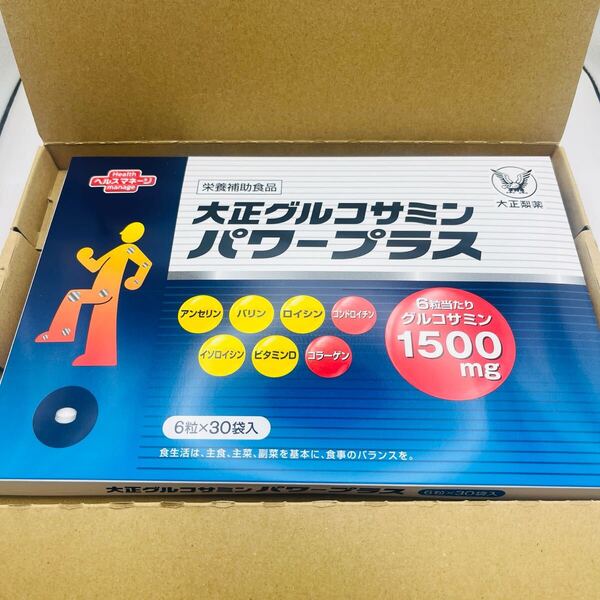 Health
ヘルスマネージ
manage
栄養補助食品
大正製薬
大正グルコサミン
パワープラス
アンセリン
バリン
ロイシン
コンドロイチン
イソロイシン
ビタミンD
コラーゲン
6粒当たり
グルコサミン
1500
mg
6粒×30袋入
食生活は、主食、主菜、副菜を基本に、食事のバランスを。
大正グルコサミン パワープラス 6粒×30袋入